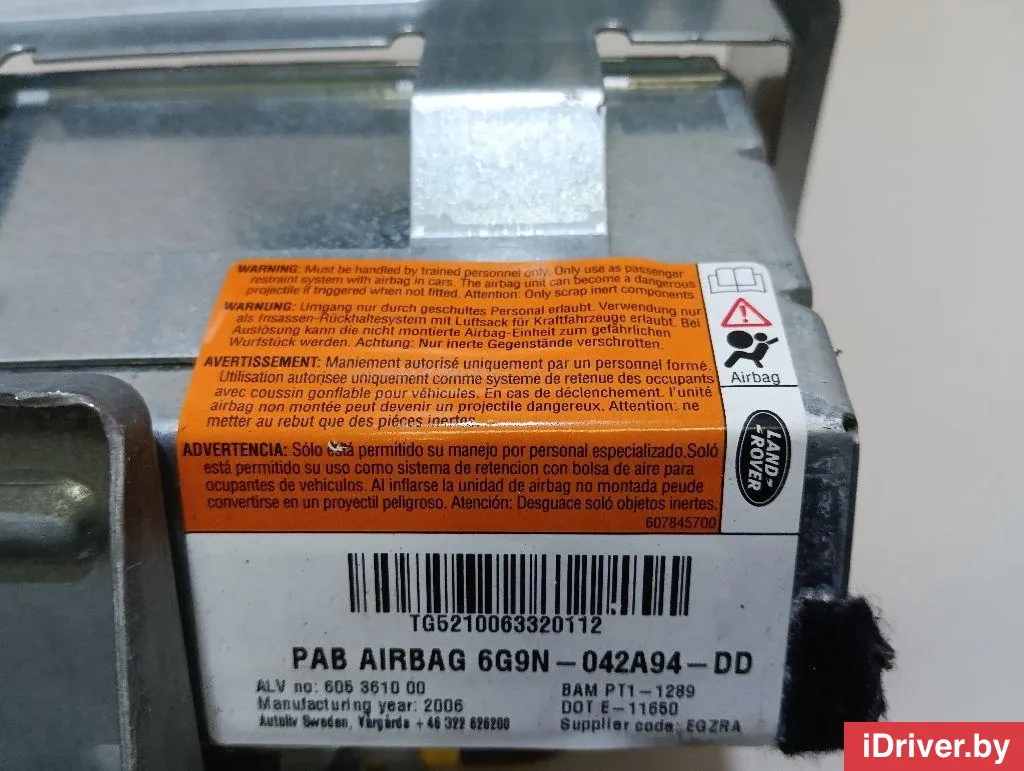 WARNING: Must be handled by trained personnel only. Only use as passenger
restraint system with airbag in cars. The airbag unit can become a dangerous
projectile if triggered when not fitted. Attention: Only scrap inert components.
WARNUNG: Umgang nur durch geschultes Personal erlaubt. Verwendung nur
als Insassen-Rückhaltesystem mit Luftsack für Kraftfahrzeuge erlaubt. Bei
Auslösung kann die nicht montierte Airbag-Einheit zum gefährlichen
Wurfstück werden. Achtung: Nur inerte Gegenstände verschrotten.
AVERTISSEMENT: Maniement autorisé uniquement par un personnel formé.
Utilisation autorisee uniquement comme systeme de retenue des occupants
avec coussin gonflable pour véhicules. En cas de déclenchement. l'unité
airbag non montée peut devenir un projectile dangereux. Attention: ne
metter au rebut que des piéces inertes.
ADVERTENCIA: Sólo está permitido su manejo por personal especializado.Soló
está permitido su uso como sistema de retencion con bolsa de aire para
ocupantes de vehiculos. Al inflarse la unidad de airbag no montada peude
convertirse en un proyectil peligroso. Atención: Desguace soló objetos inertes.
607845700
Airbag
LAND-
-ROVER
TG5210063320112
PAB AIRBAG 6G9N-042A94-DD
ALV no: 605 3610 00
Manufacturing year: 2006
Autoliv Sweden, Vårgårda + 46 322 626200
BAM PT1-1289
DOT E-11650
Supplier code: EGZRA
iDriver.by